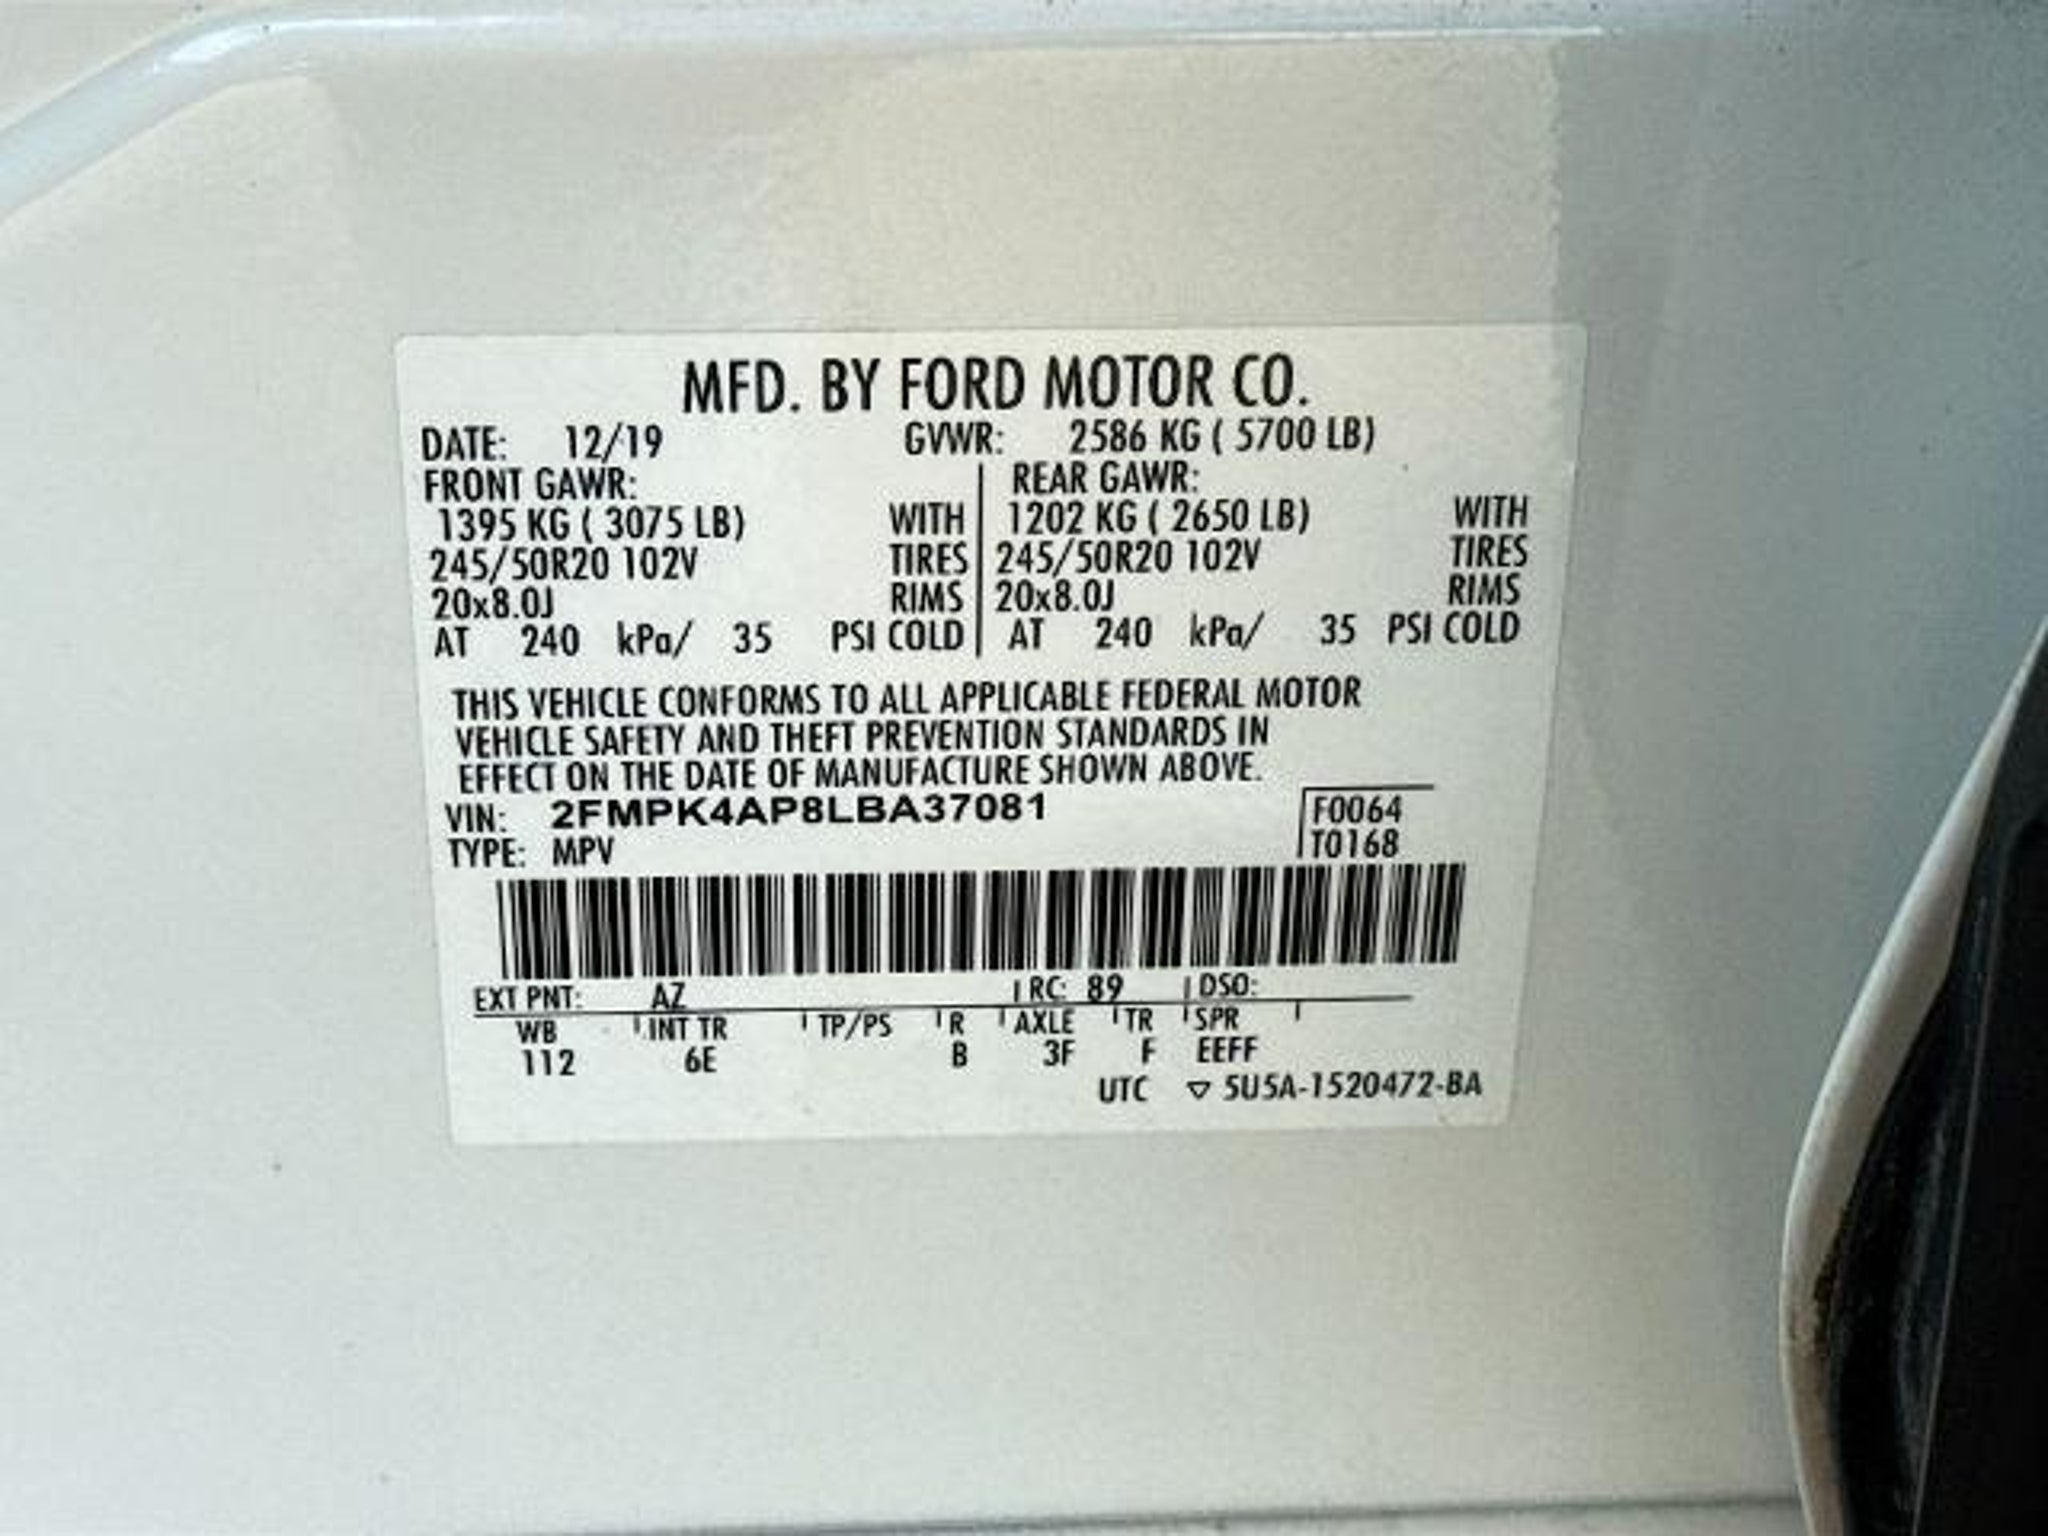 MFD. BY FORD MOTOR CO.
DATE: 12/19 GVWR: 2586 KG ( 5700 LB)
FRONT GAWR: REAR GAWR:
1395 KG ( 3075 LB) WITH 1202 KG ( 2650 LB) WITH
245/50R20 102V TIRES 245/50R20 102V TIRES
20x8.0J RIMS 20x8.0J RIMS
AT 240 kPa/ 35 PSI COLD AT 240 kPa/ 35 PSI COLD
THIS VEHICLE CONFORMS TO ALL APPLICABLE FEDERAL MOTOR
VEHICLE SAFETY AND THEFT PREVENTION STANDARDS IN
EFFECT ON THE DATE OF MANUFACTURE SHOWN ABOVE.
VIN: 2FMPK4AP8LBA37081 F0064
TYPE: MPV T0168
EXT PNT: AZ RC: 89 DSO:
WB INT TR TP/PS R AXLE TR SPR
112 6E B 3F F EEFF
UTC ▽ 5U5A-1520472-BA